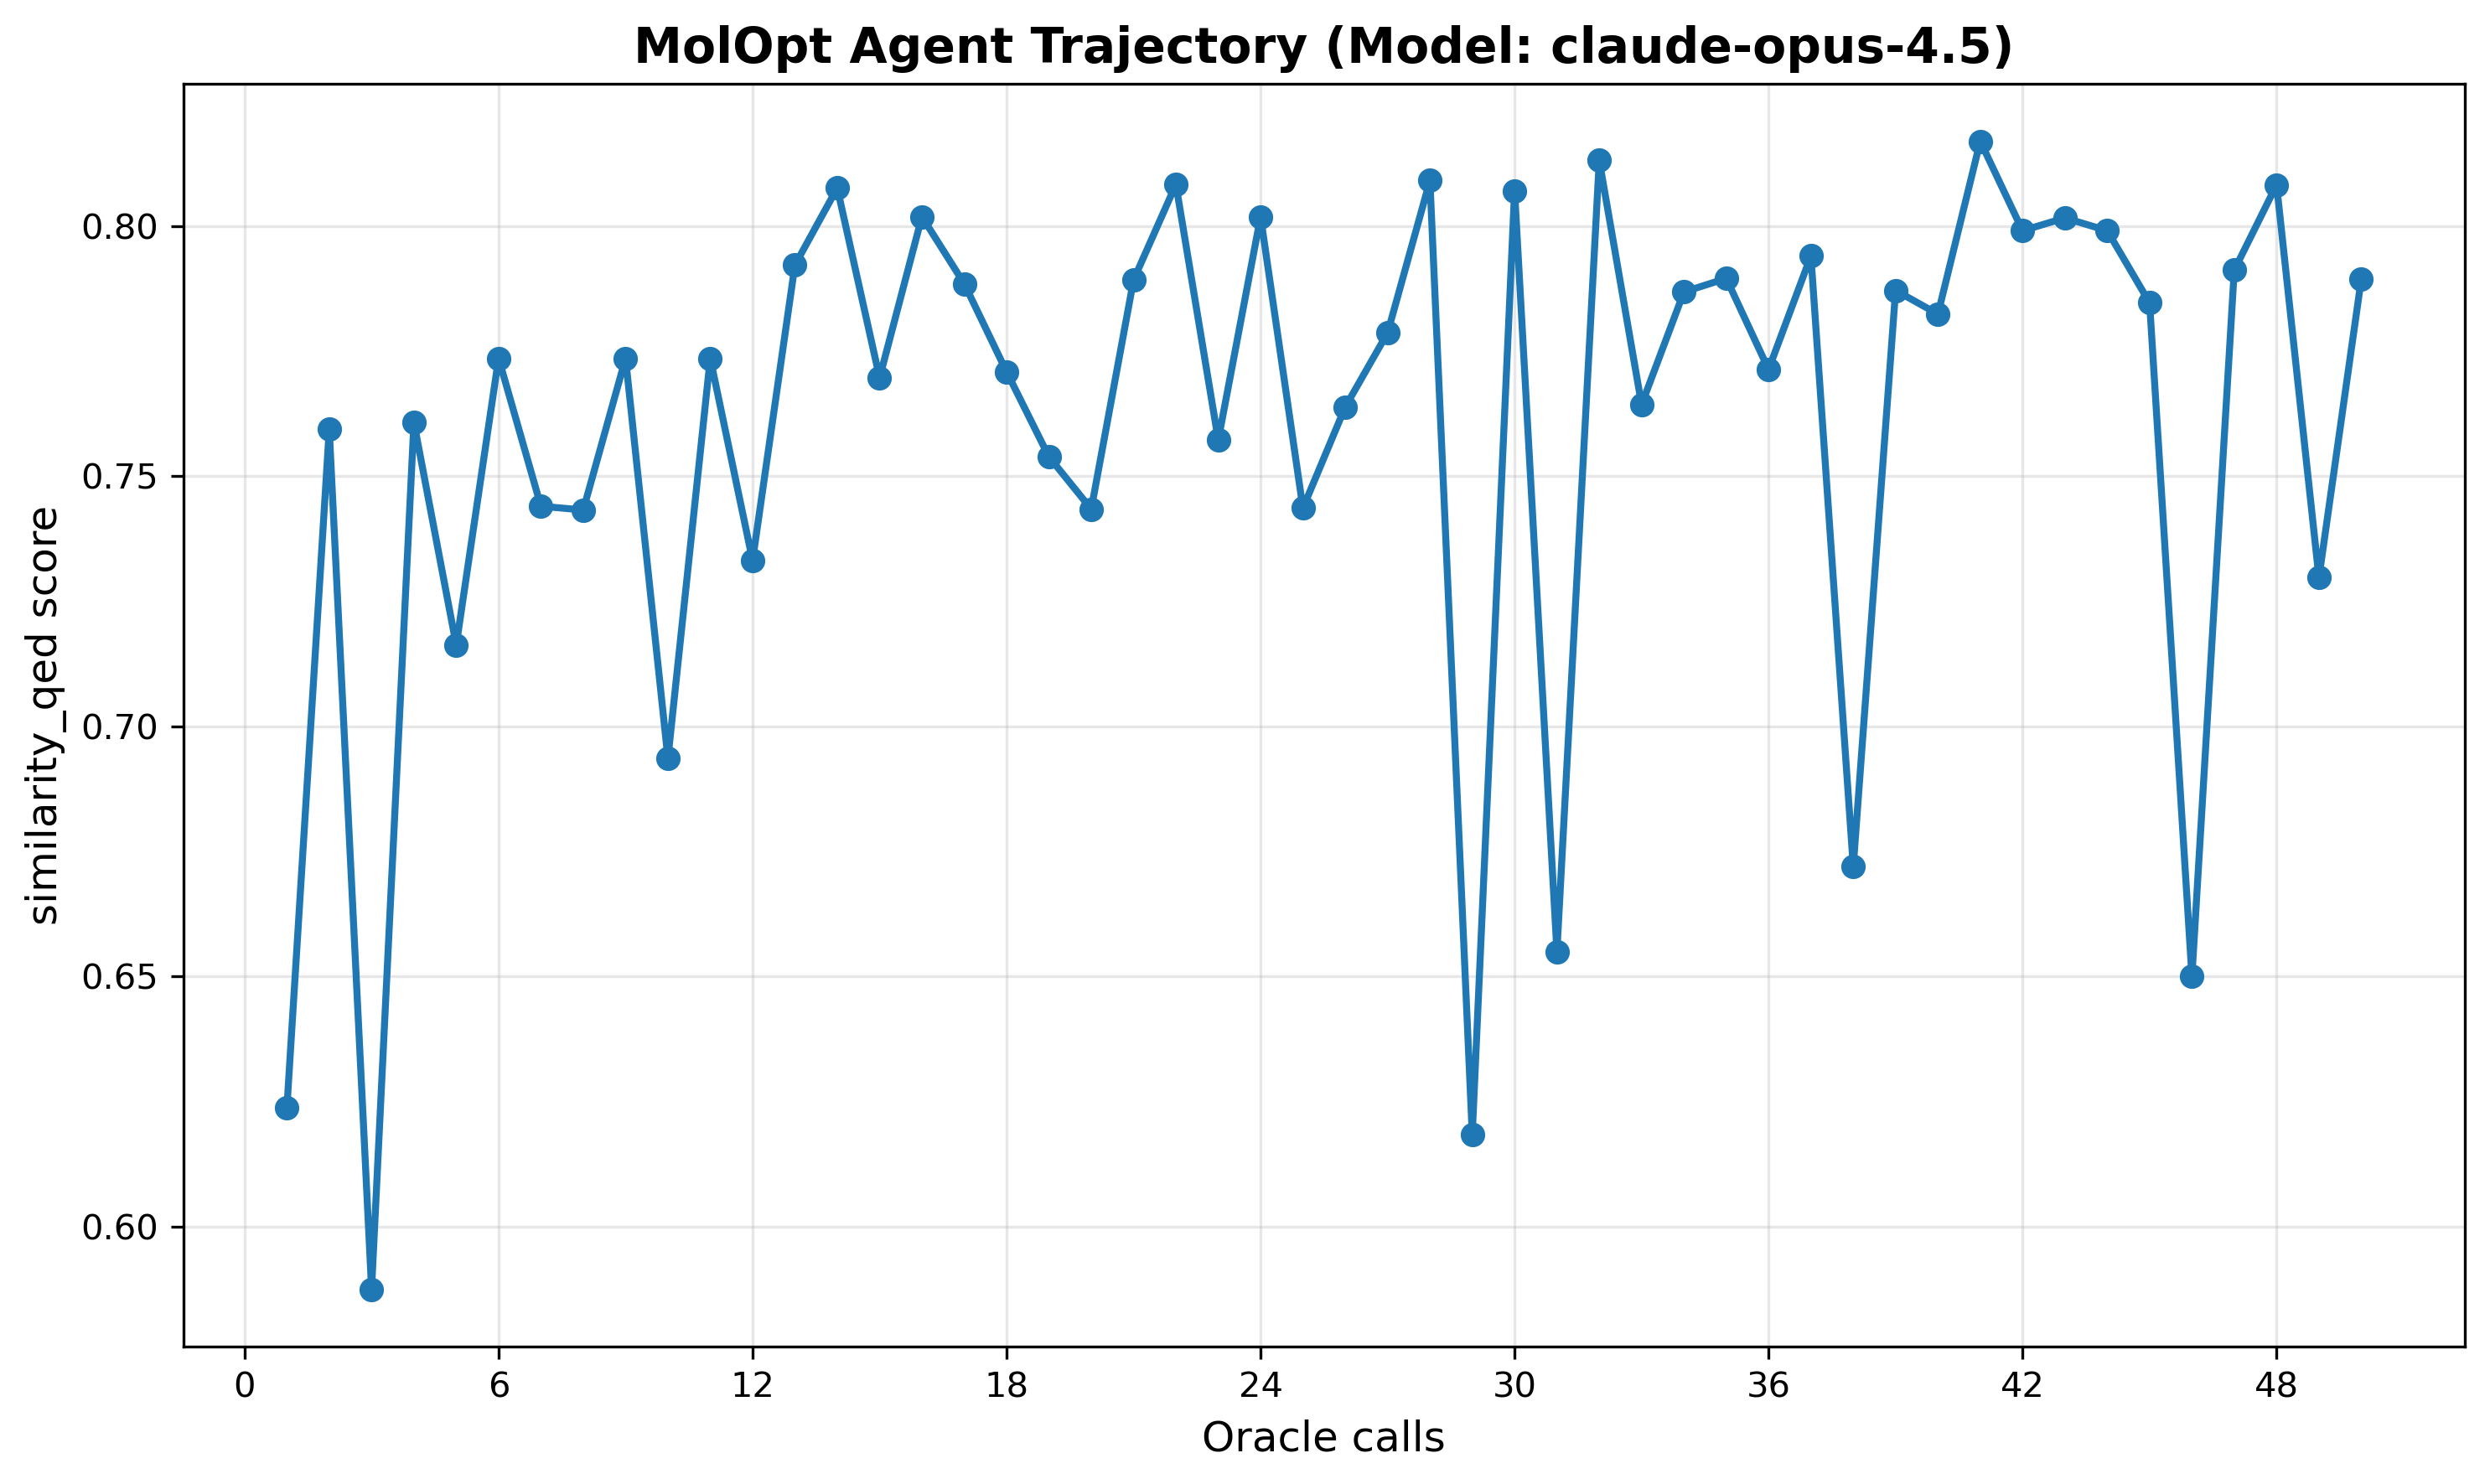 MolOpt Agent Trajectory (Model: claude-opus-4.5)
similarity_qed score
0.80
0.75
0.70
0.65
0.60
0 6 12 18 24 30 36 42 48
Oracle calls